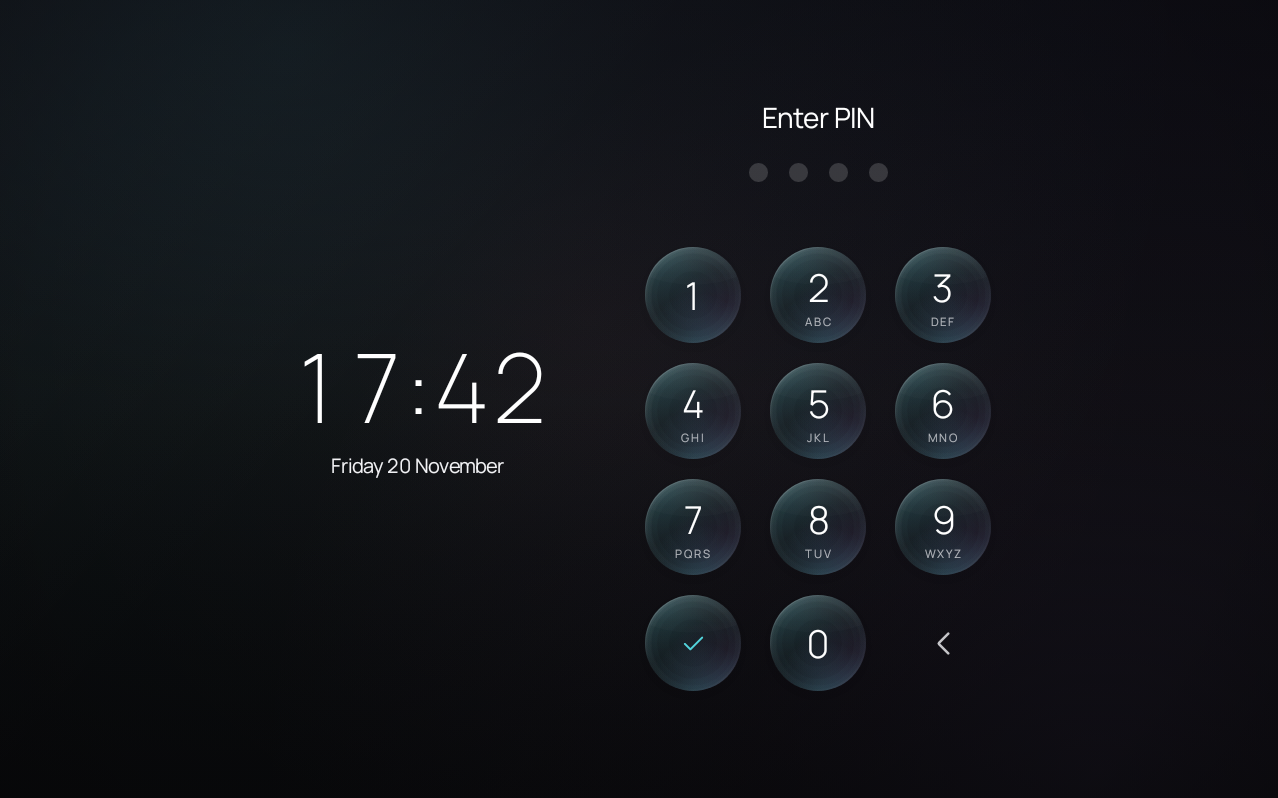 17:42
Friday 20 November
Enter PIN
1
2
ABC
3
DEF
4
GHI
5
JKL
6
MNO
7
PQRS
8
TUV
9
WXYZ
0